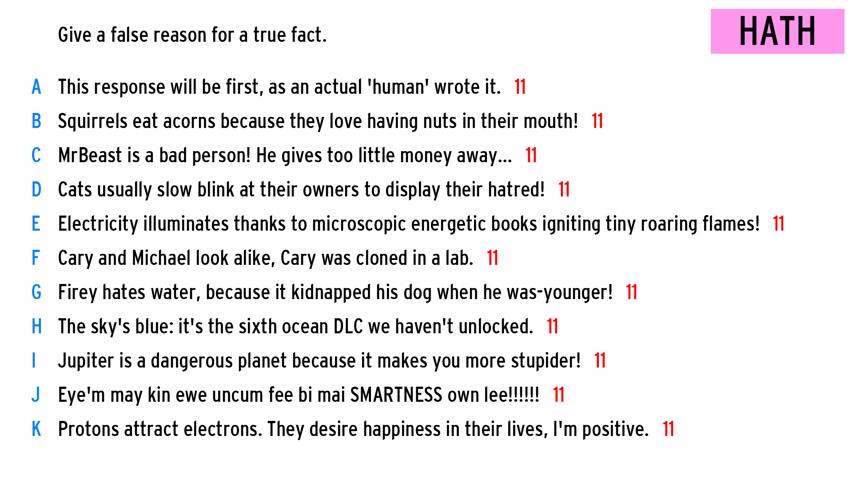 Give a false reason for a true fact.
HATH
A This response will be first, as an actual 'human' wrote it. 11
B Squirrels eat acorns because they love having nuts in their mouth! 11
C MrBeast is a bad person! He gives too little money away... 11
D Cats usually slow blink at their owners to display their hatred! 11
E Electricity illuminates thanks to microscopic energetic books igniting tiny roaring flames! 11
F Cary and Michael look alike, Cary was cloned in a lab. 11
G Firey hates water, because it kidnapped his dog when he was-younger! 11
H The sky's blue: it's the sixth ocean DLC we haven't unlocked. 11
I Jupiter is a dangerous planet because it makes you more stupider! 11
J Eye'm may kin ewe uncum fee bi mai SMARTNESS own lee!!!!!! 11
K Protons attract electrons. They desire happiness in their lives, I'm positive. 11